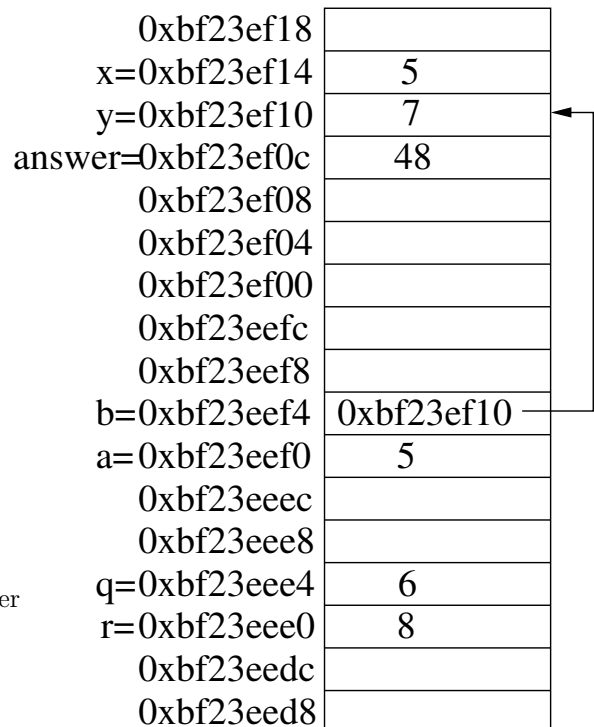 0xbf23ef18
x=0xbf23ef14 5
y=0xbf23ef10 7
answer=0xbf23ef0c 48
0xbf23ef08
0xbf23ef04
0xbf23ef00
0xbf23eefc
0xbf23eef8
b=0xbf23eef4 0xbf23ef10
a=0xbf23eef0 5
0xbf23eeec
0xbf23eee8
q=0xbf23eee4 6
er
r=0xbf23eee0 8
0xbf23eedc
0xbf23eed8